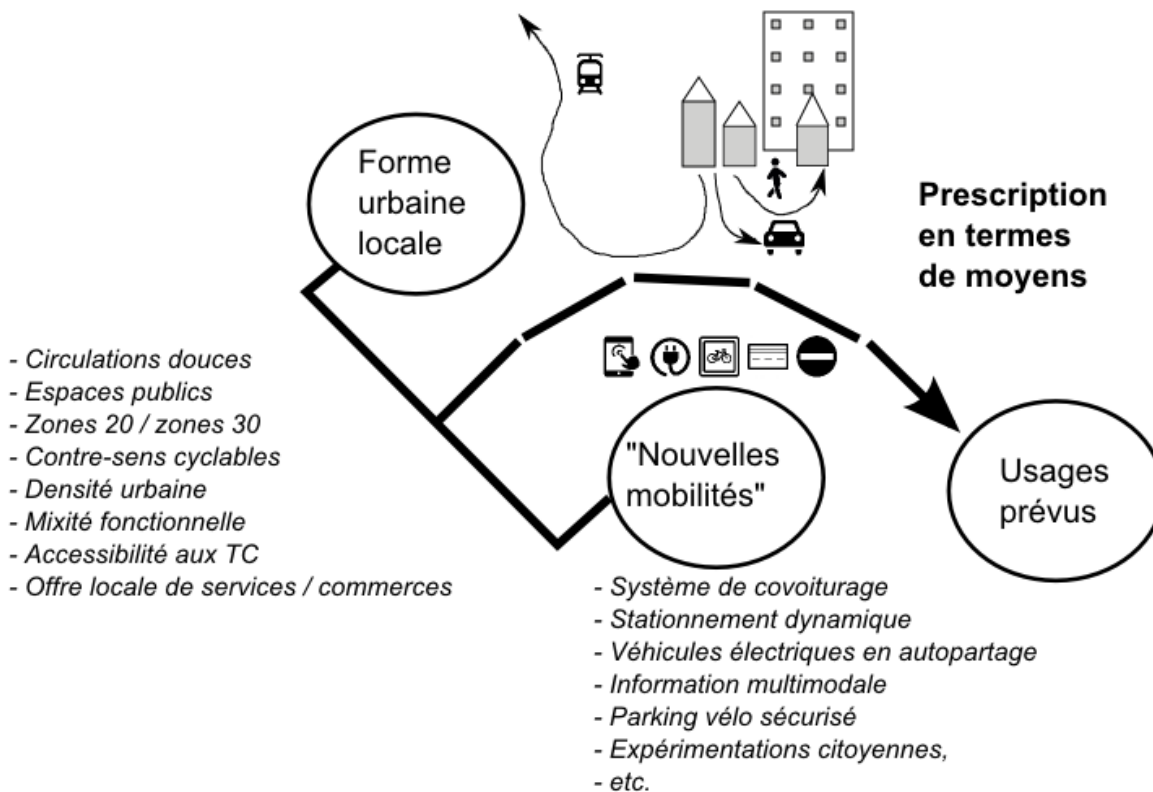 Forme
urbaine
locale
Prescription
en termes
de moyens
- Circulations douces
- Espaces publics
- Zones 20 / zones 30
- Contre-sens cyclables
- Densité urbaine
- Mixité fonctionnelle
- Accessibilité aux TC
- Offre locale de services / commerces
"Nouvelles
mobilités"
Usages
prévus
- Système de covoiturage
- Stationnement dynamique
- Véhicules électriques en autopartage
- Information multimodale
- Parking vélo sécurisé
- Expérimentations citoyennes,
- etc.